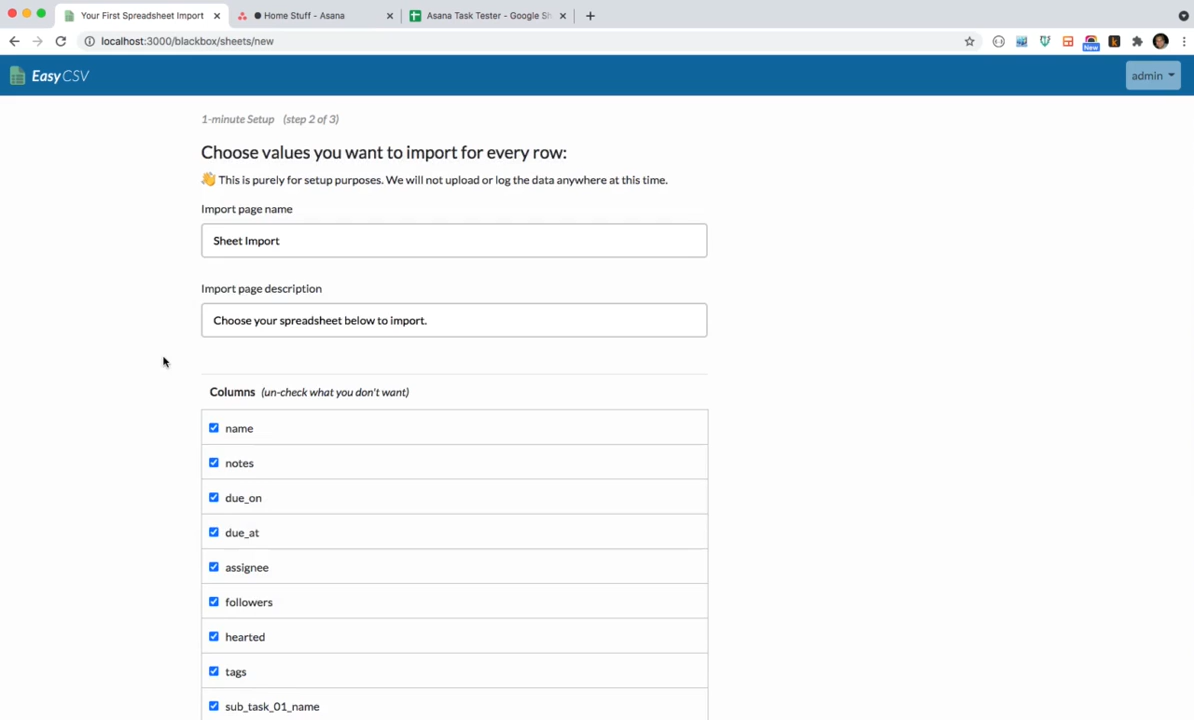 Your First Spreadsheet Import
Home Stuff - Asana
Asana Task Tester - Google Sh
localhost:3000/blackbox/sheets/new
New
EasyCSV
admin
1-minute Setup (step 2 of 3)
Choose values you want to import for every row:
👋 This is purely for setup purposes. We will not upload or log the data anywhere at this time.
Import page name
Sheet Import
Import page description
Choose your spreadsheet below to import.
Columns (un-check what you don't want)
name
notes
due_on
due_at
assignee
followers
hearted
tags
sub_task_01_name